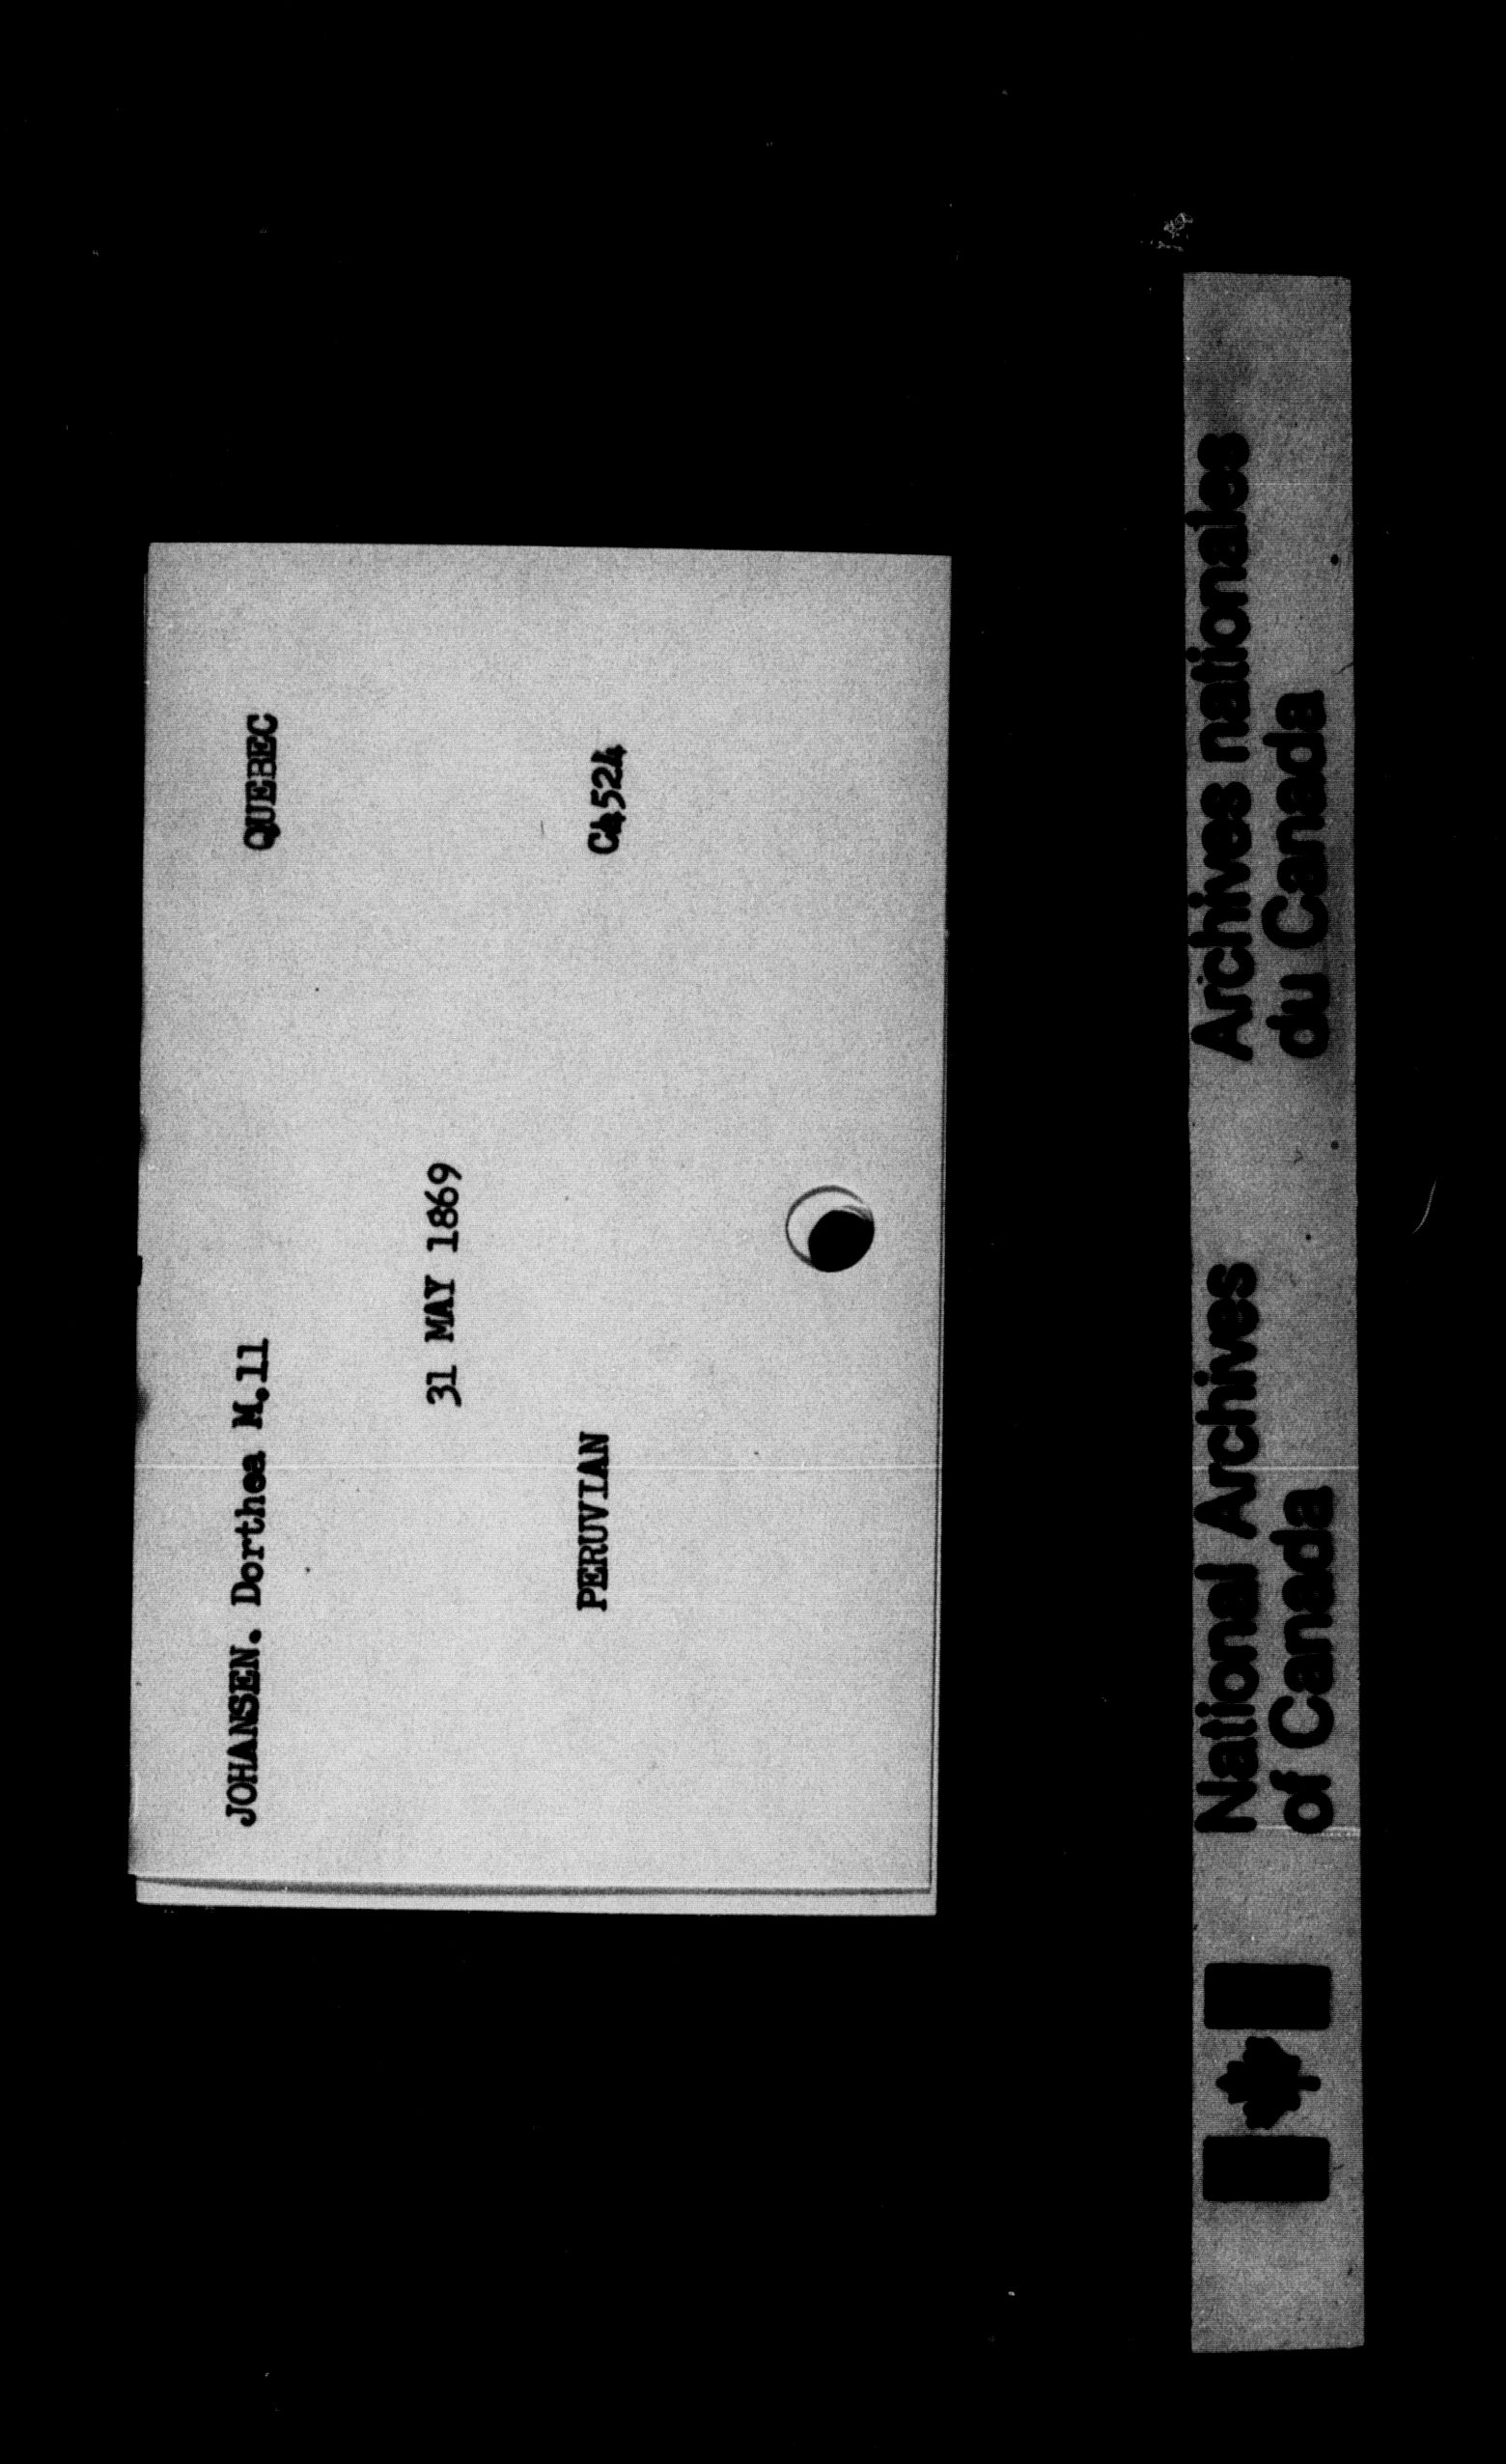 JOHANSEN. Dorthea M.11 QUEBEC
31 MAY 1869
PERUVIAN C4524
National Archives
of Canada
Archives nationales
du Canada